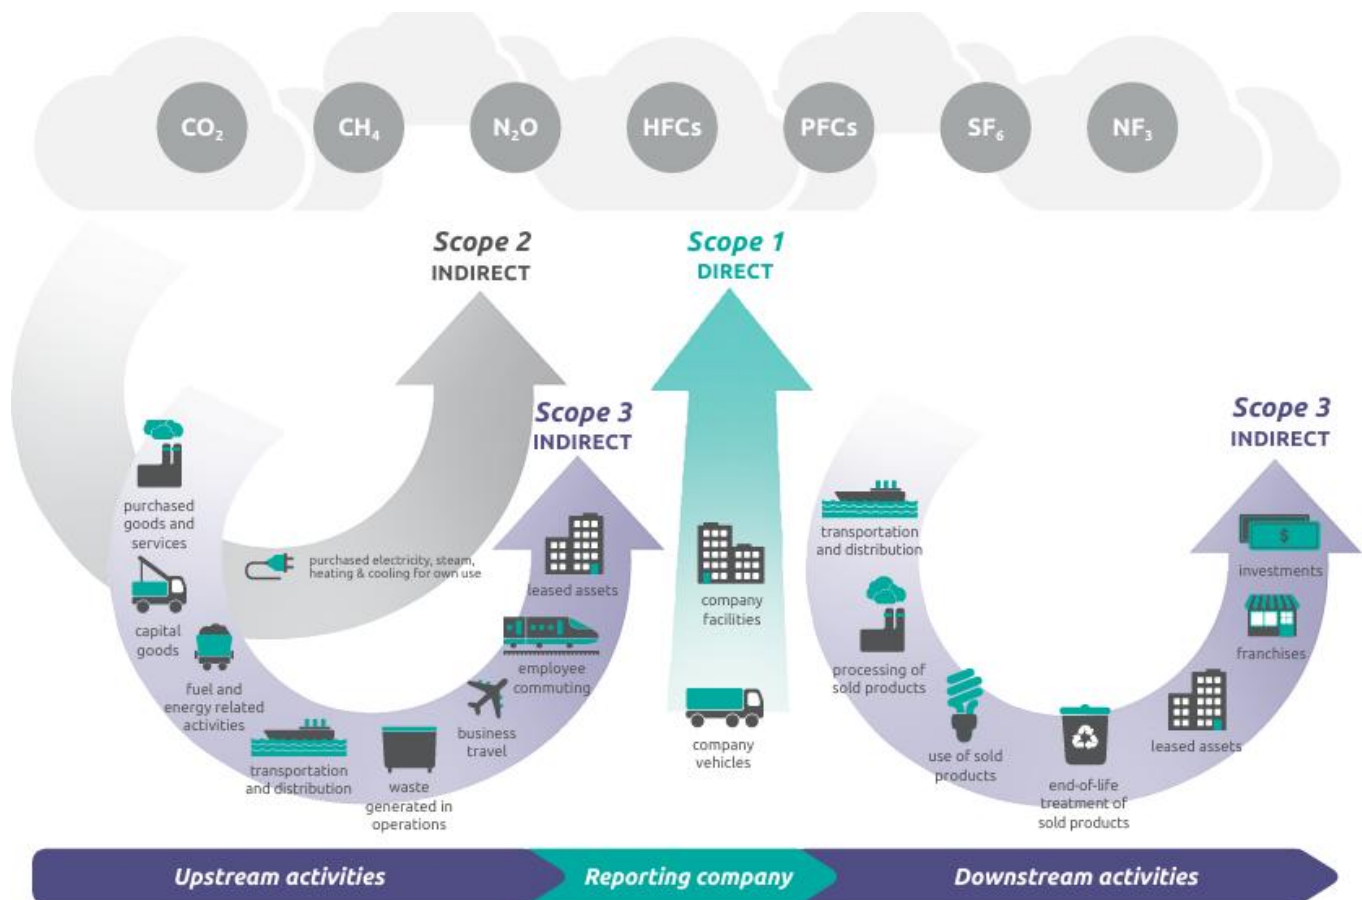 CO₂
CH₄
N₂O
HFCs
PFCs
SF₆
NF₃
Scope 2
INDIRECT
Scope 1
DIRECT
Scope 3
INDIRECT
Scope 3
INDIRECT
purchased
goods and
services
capital
goods
fuel and
energy related
activities
transportation
and distribution
waste
generated in
operations
business
travel
employee
commuting
leased assets
purchased electricity, steam,
heating & cooling for own use
company
facilities
company
vehicles
transportation
and distribution
processing of
sold products
use of sold
products
end-of-life
treatment of
sold products
leased assets
franchises
$
investments
Upstream activities
Reporting company
Downstream activities